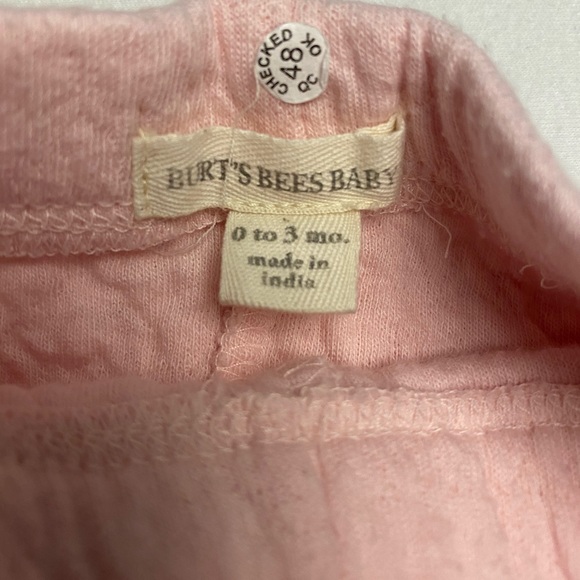 CHECKED OK
48
QC
BURT'S BEES BABY
0 to 3 mo.
made in
india